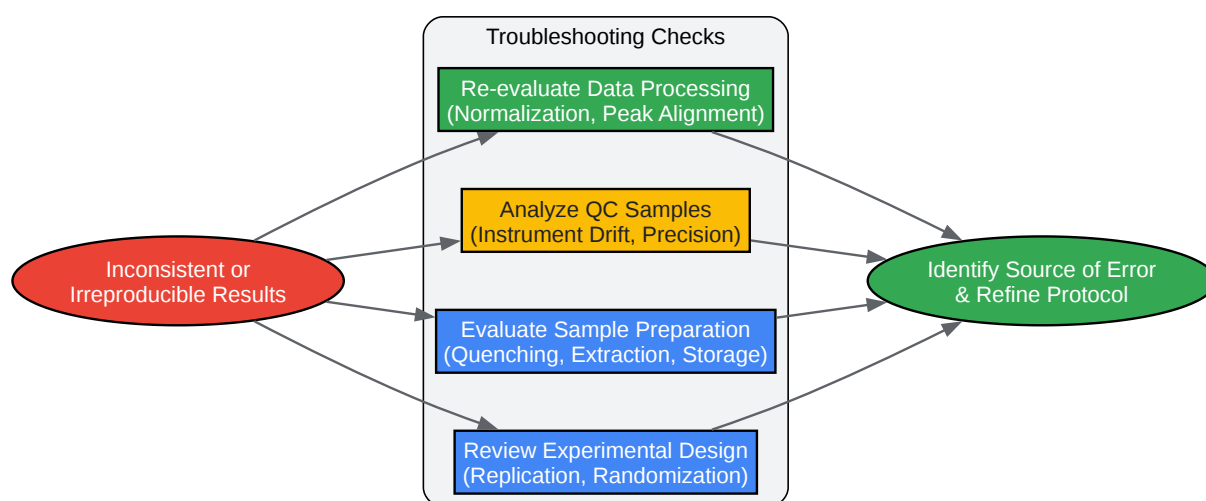 Troubleshooting Checks
Re-evaluate Data Processing
(Normalization, Peak Alignment)
Analyze QC Samples
(Instrument Drift, Precision)
Inconsistent or
Irreproducible Results
Identify Source of Error
& Refine Protocol
Evaluate Sample Preparation
(Quenching, Extraction, Storage)
Review Experimental Design
(Replication, Randomization)